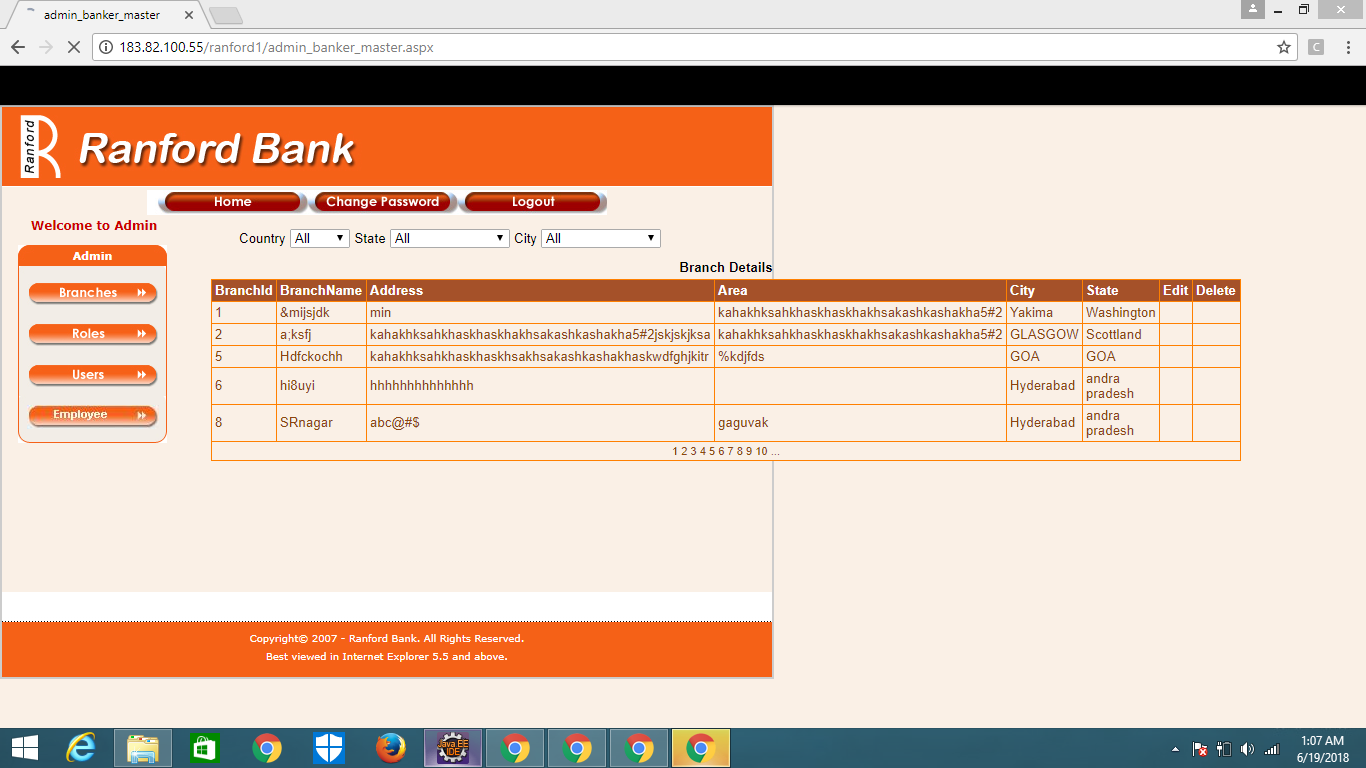 admin_banker_master
183.82.100.55/ranford1/admin_banker_master.aspx
Ranford
Ranford Bank
Home Change Password Logout
Welcome to Admin
Country All State All City All
Admin
Branches
Roles
Users
Employee
Branch Details
BranchId BranchName Address Area City State Edit Delete
1 &mijsjdk min kahakhksahkhaskhaskhakhsakashkashakha5#2 Yakima Washington
2 a;ksfj kahakhksahkhaskhaskhakhsakashkashakha5#2jskjskjksa kahakhksahkhaskhaskhakhsakashkashakha5#2 GLASGOW Scottland
5 Hdfckochh kahakhksahkhaskhaskhsakhsakashkashakhaskwdfghjkitr %kdjfds GOA GOA
6 hi8uyi hhhhhhhhhhhhhh Hyderabad andra
pradesh
8 SRnagar abc@#$ gaguvak Hyderabad andra
pradesh
1 2 3 4 5 6 7 8 9 10 ...
Copyright© 2007 - Ranford Bank. All Rights Reserved.
Best viewed in Internet Explorer 5.5 and above.
Java EE
IDE
1:07 AM
6/19/2018